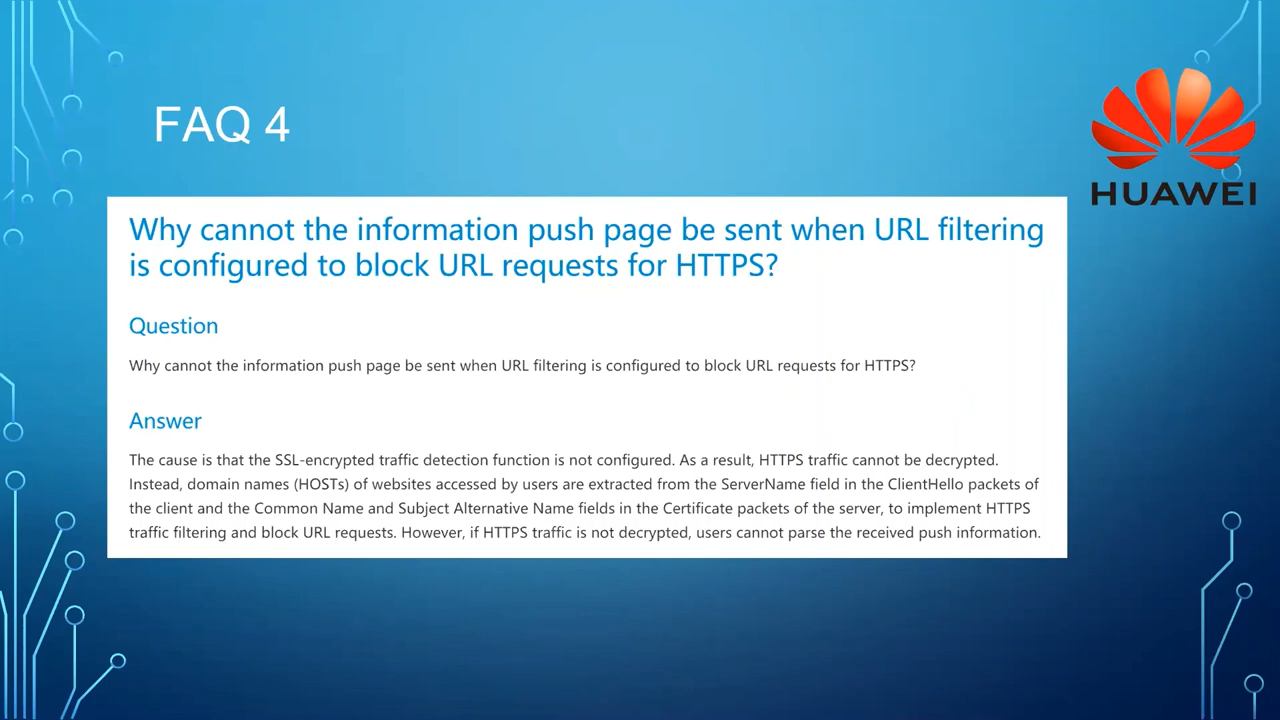 FAQ 4
HUAWEI
Why cannot the information push page be sent when URL filtering
is configured to block URL requests for HTTPS?
Question
Why cannot the information push page be sent when URL filtering is configured to block URL requests for HTTPS?
Answer
The cause is that the SSL-encrypted traffic detection function is not configured. As a result, HTTPS traffic cannot be decrypted.
Instead, domain names (HOSTs) of websites accessed by users are extracted from the ServerName field in the ClientHello packets of
the client and the Common Name and Subject Alternative Name fields in the Certificate packets of the server, to implement HTTPS
traffic filtering and block URL requests. However, if HTTPS traffic is not decrypted, users cannot parse the received push information.